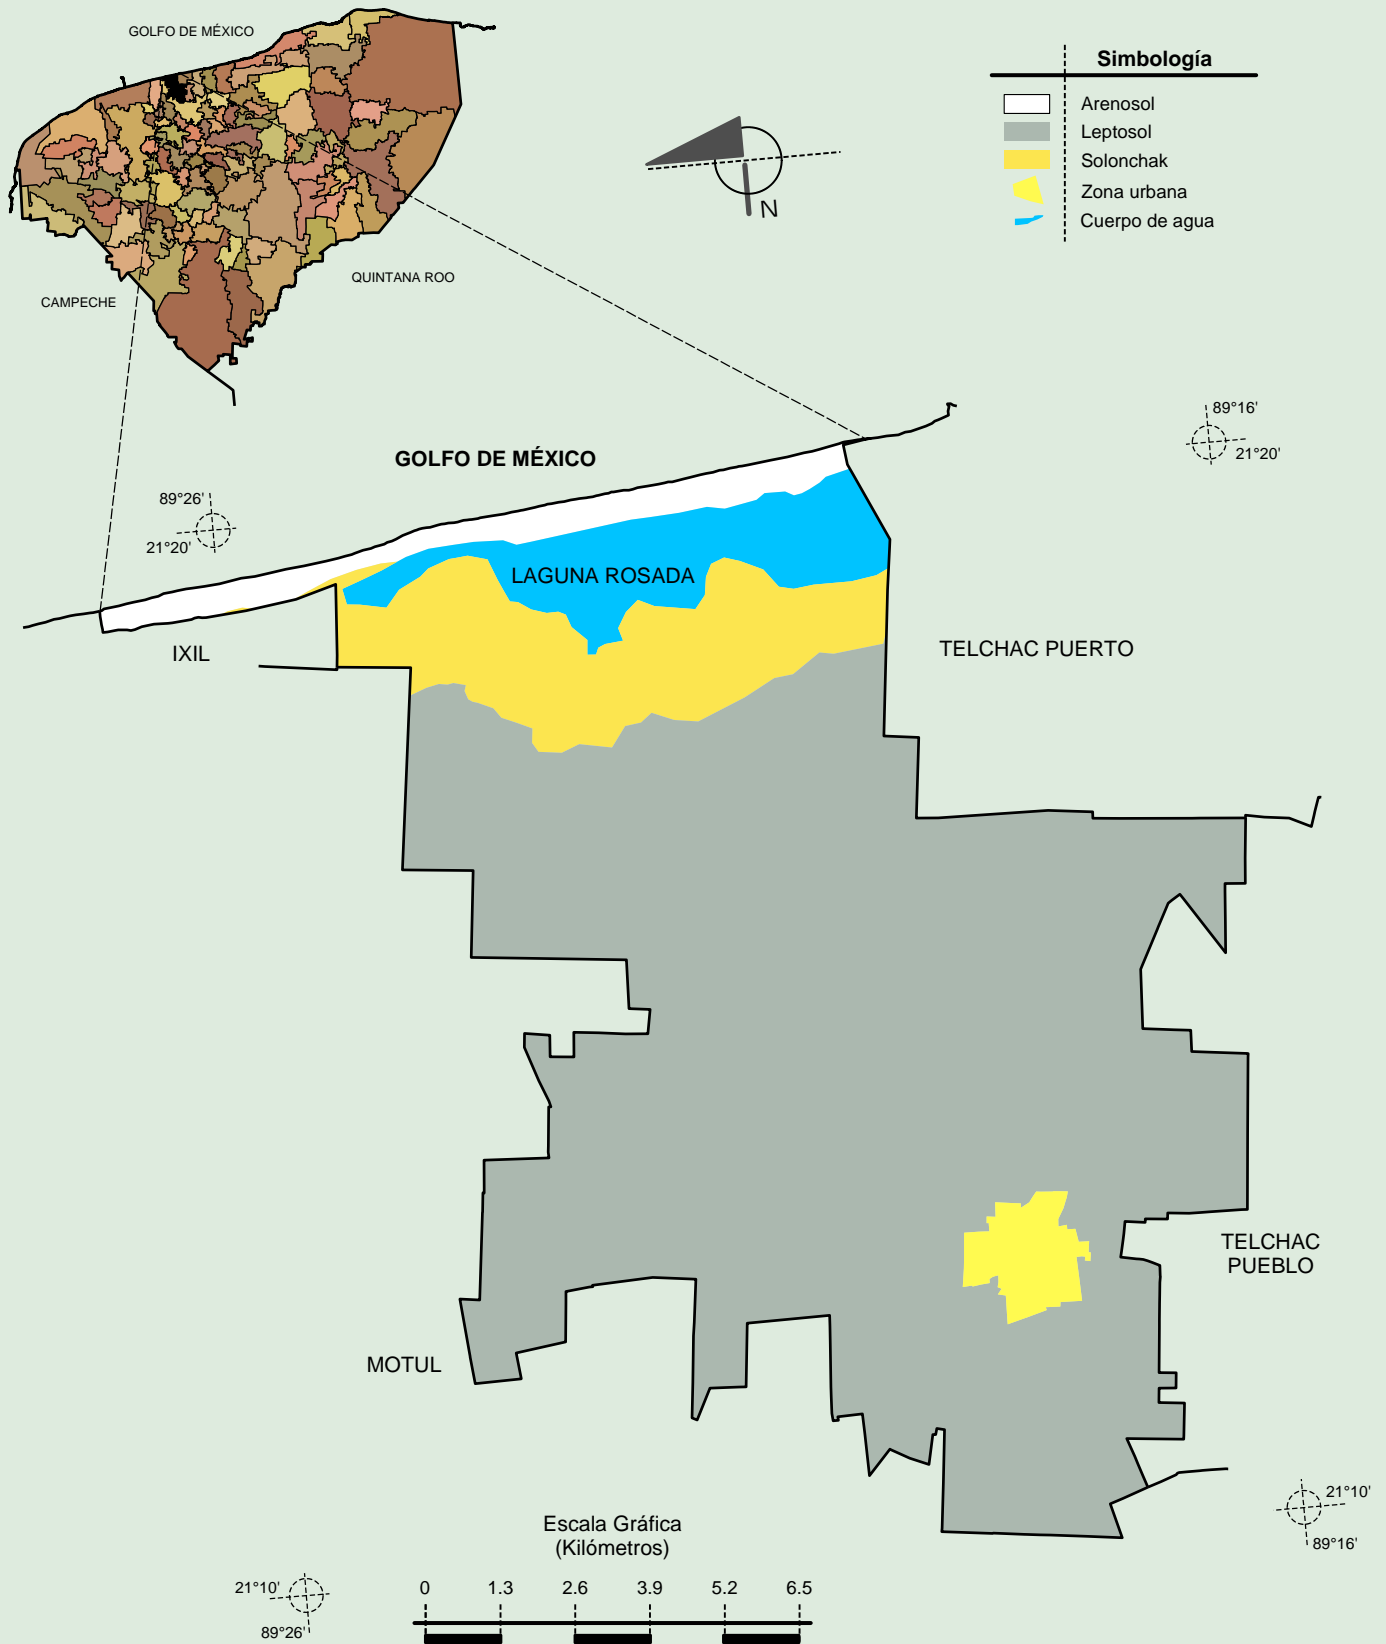 GOLFO DE MÉXICO
QUINTANA ROO
CAMPECHE
N
Simbología
Arenosol
Leptosol
Solonchak
Zona urbana
Cuerpo de agua
89°16'
21°20'
GOLFO DE MÉXICO
89°26'
21°20'
LAGUNA ROSADA
IXIL
TELCHAC PUERTO
TELCHAC
PUEBLO
MOTUL
21°10'
89°16'
Escala Gráfica
(Kilómetros)
0 1.3 2.6 3.9 5.2 6.5
21°10'
89°26'